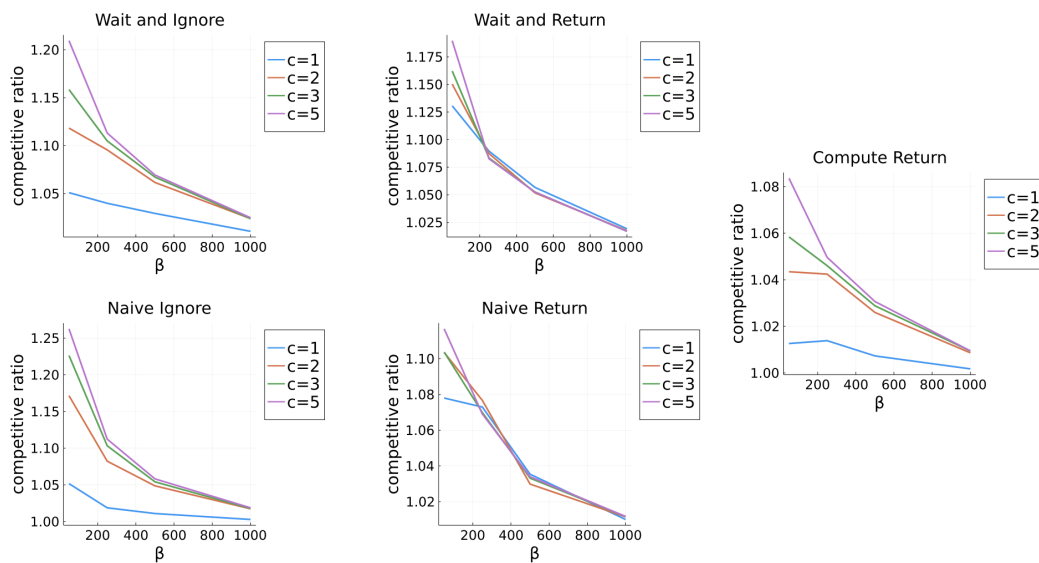 Wait and Ignore
competitive ratio
1.20
1.15
1.10
1.05
200 400 600 800 1000
β
c=1
c=2
c=3
c=5
Wait and Return
competitive ratio
1.175
1.150
1.125
1.100
1.075
1.050
1.025
200 400 600 800 1000
β
c=1
c=2
c=3
c=5
Compute Return
competitive ratio
1.08
1.06
1.04
1.02
1.00
200 400 600 800 1000
β
c=1
c=2
c=3
c=5
Naive Ignore
competitive ratio
1.25
1.20
1.15
1.10
1.05
1.00
200 400 600 800 1000
β
c=1
c=2
c=3
c=5
Naive Return
competitive ratio
1.10
1.08
1.06
1.04
1.02
200 400 600 800 1000
β
c=1
c=2
c=3
c=5